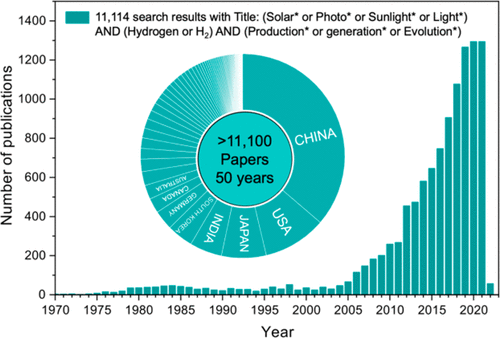 11,114 search results with Title: (Solar* or Photo* or Sunlight* or Light*)
AND (Hydrogen or H₂) AND (Production* or generation* or Evolution*)
Number of publications
1400
1200
1000
800
600
400
200
0
>11,100
Papers
50 years
CHINA
USA
JAPAN
INDIA
SOUTH KOREA
GERMANY
CANADA
AUSTRALIA
1970 1975 1980 1985 1990 1995 2000 2005 2010 2015 2020
Year